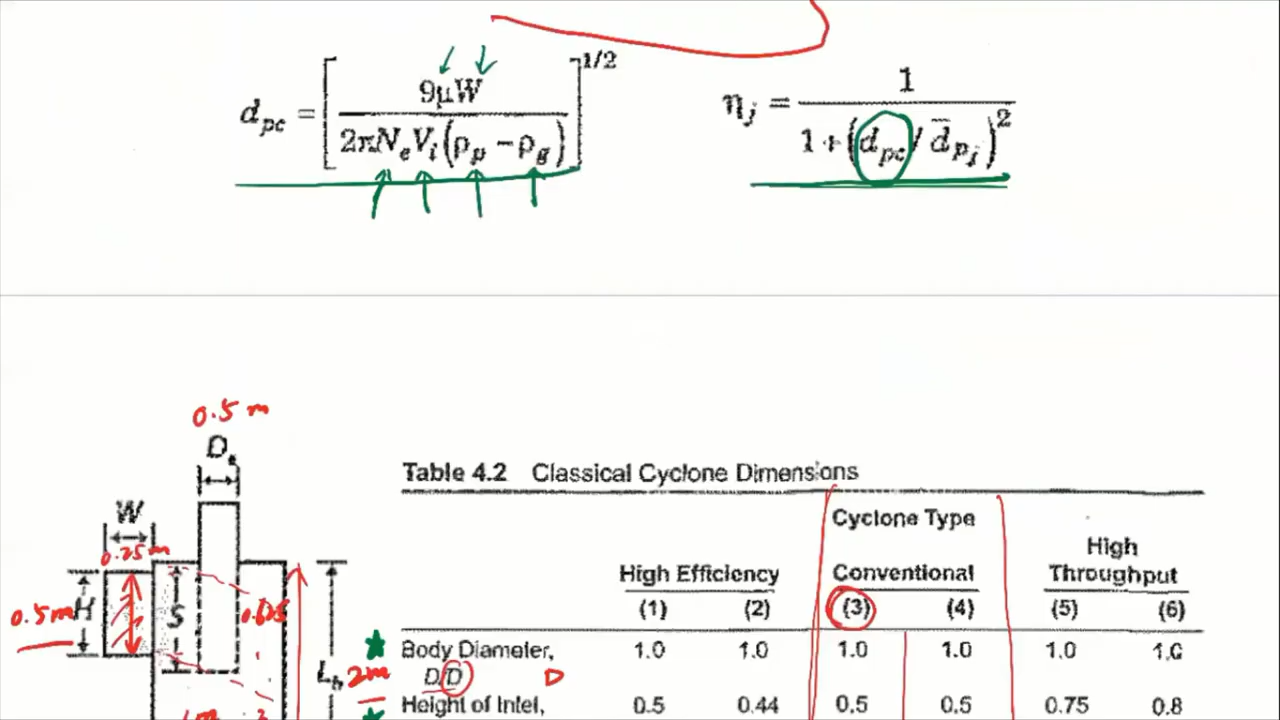 d_pc = [ 9μW / 2πN_eV_i(ρ_p − ρ_g) ]^1/2
η_j = 1 / 1 + (d_pc / d̄_pj)^2
0.5 m
D_e
W
0.25 m
0.5m H
S
0.625
L_b
2m
1m
Table 4.2 Classical Cyclone Dimensions
Cyclone Type
High Efficiency Conventional High Throughput
(1) (2) (3) (4) (5) (6)
Body Diameter, 1.0 1.0 1.0 1.0 1.0 1.0
D/D D
Height of Inlet, 0.5 0.44 0.5 0.5 0.75 0.8